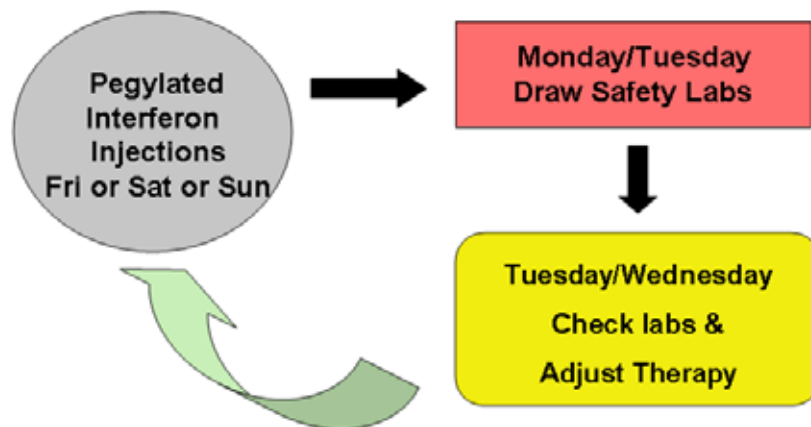 Pegylated
Interferon
Injections
Fri or Sat or Sun
Monday/Tuesday
Draw Safety Labs
Tuesday/Wednesday
Check labs &
Adjust Therapy